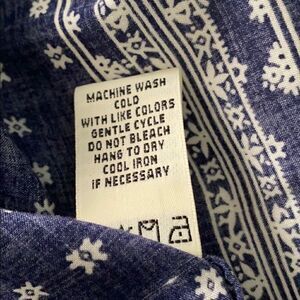 MACHINE WASH
COLD
WITH LIKE COLORS
GENTLE CYCLE
DO NOT BLEACH
HANG TO DRY
COOL IRON
iF NECESSARY